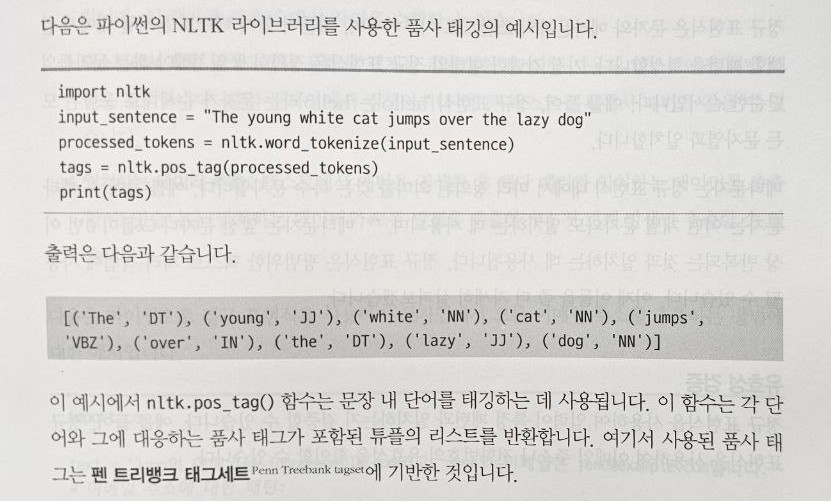 다음은 파이썬의 NLTK 라이브러리를 사용한 품사 태깅의 예시입니다.
import nltk
input_sentence = "The young white cat jumps over the lazy dog"
processed_tokens = nltk.word_tokenize(input_sentence)
tags = nltk.pos_tag(processed_tokens)
print(tags)
출력은 다음과 같습니다.
[('The', 'DT'), ('young', 'JJ'), ('white', 'NN'), ('cat', 'NN'), ('jumps',
'VBZ'), ('over', 'IN'), ('the', 'DT'), ('lazy', 'JJ'), ('dog', 'NN')]
이 예시에서 nltk.pos_tag() 함수는 문장 내 단어를 태깅하는 데 사용됩니다. 이 함수는 각 단
어와 그에 대응하는 품사 태그가 포함된 튜플의 리스트를 반환합니다. 여기서 사용된 품사 태
그는 펜 트리뱅크 태그세트Penn Treebank tagset에 기반한 것입니다.